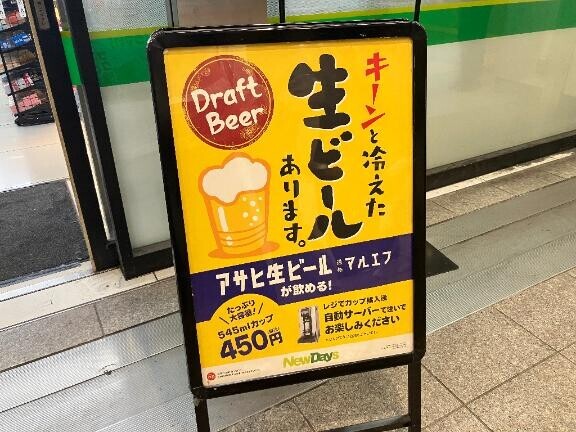 Draft
Beer
キーンと冷えた
生ビール
あります。
アサヒ生ビール 通称 マルエフ
が飲める!
たっぷり
大容量!
545mlカップ
450円
レジでカップ購入後
自動サーバーで注いで
お楽しみください
NewDays